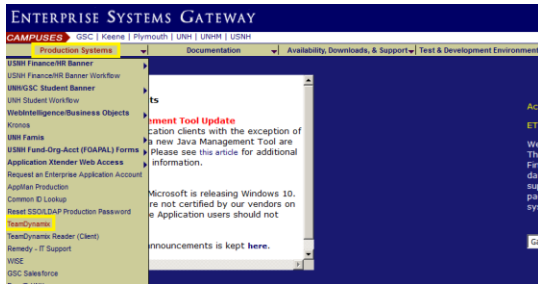 ENTERPRISE SYSTEMS GATEWAY
CAMPUSES GSC | Keene | Plymouth | UNH | UNHM | USNH
Production Systems Documentation Availability, Downloads, & Support Test & Development Environment
USNH Finance/HR Banner
USNH Finance/HR Banner Workflow
UNH/GSC Student Banner
UNH Student Workflow
WebIntelligence/Business Objects
Kronos
UNH Famis
USNH Fund-Org-Acct (FOAPAL) Forms
Application Xtender Web Access
Request an Enterprise Application Account
AppMan Production
Common ID Lookup
Reset SSO/LDAP Production Password
TeamDynamix
TeamDynamix Reader (Client)
Remedy - IT Support
WISE
GSC Salesforce
ts
ement Tool Update
cation clients with the exception of
a new Java Management Tool are
Please see this article for additional
information.
Microsoft is releasing Windows 10.
re not certified by our vendors on
e Application users should not
nnouncements is kept here.
Ac
ET
We
Th
Fin
da
sup
pa
sys